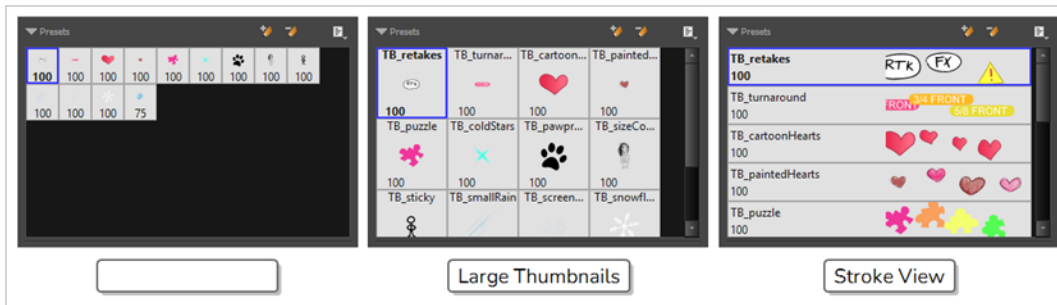 Presets
100 100 100 100 100 100 100 100 100
100 100 100 75
Presets
TB_retakes TB_turnar... TB_cartoon... TB_painted...
RTK
100 100 100 100
TB_puzzle TB_coldStars TB_pawpr... TB_sizeCo...
100 100 100 100
TB_sticky TB_smallRain TB_screen... TB_snowfl...
Presets
TB_retakes
100
RTK FX
TB_turnaround
100
FRONT 3/4 FRONT
5/8 FRONT
TB_cartoonHearts
100
TB_paintedHearts
100
TB_puzzle
100
Large Thumbnails
Stroke View